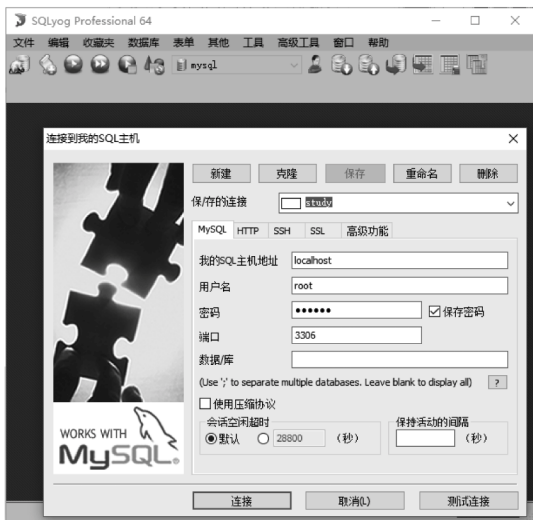 SQLyog Professional 64
文件 编辑 收藏夹 数据库 表单 其他 工具 高级工具 窗口 帮助
mysql
连接到我的SQL主机
新建 克隆 保存 重命名 删除
保/存的连接 study
MySQL HTTP SSH SSL 高级功能
我的SQL主机地址 localhost
用户名 root
密码 •••••• 保存密码
端口 3306
数据/库
(Use ';' to separate multiple databases. Leave blank to display all) ?
使用压缩协议
会话空闲超时 保持活动的间隔
默认 28800 (秒) (秒)
WORKS WITH
MySQL®
连接 取消(L) 测试连接